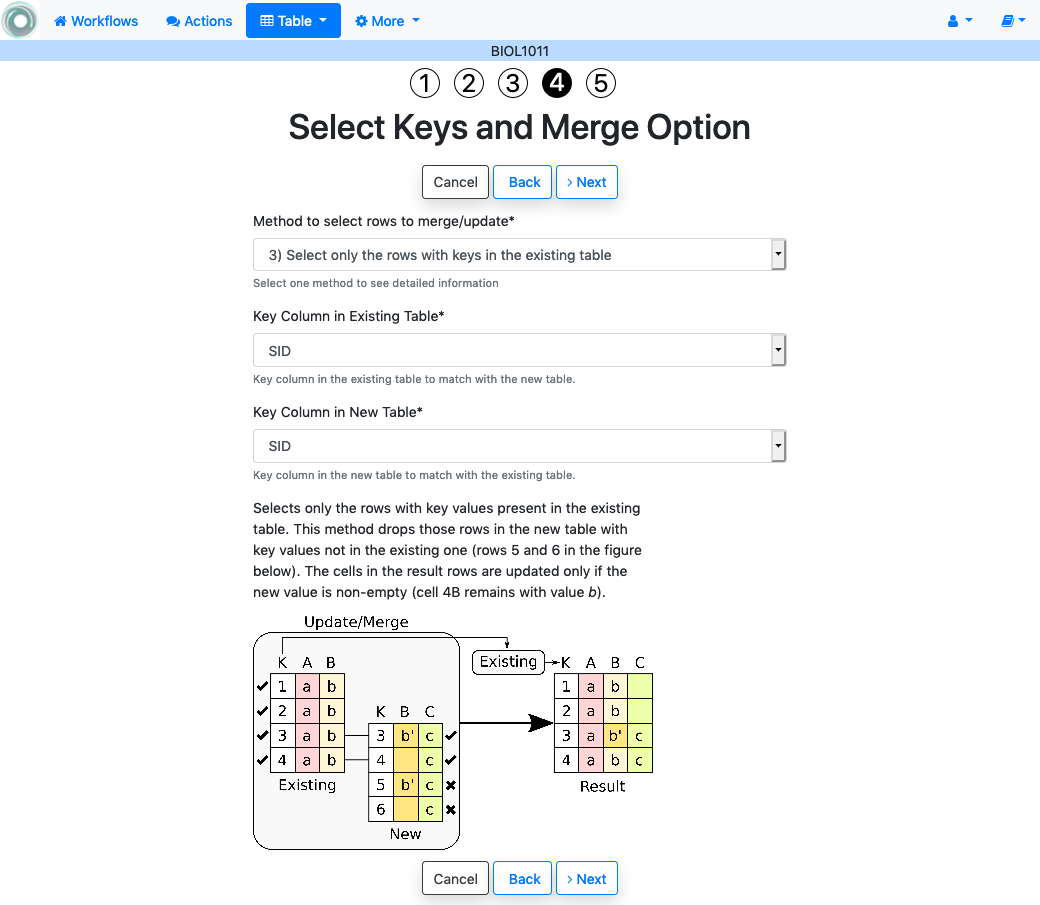 Workflows Actions Table More
BIOL1011
1 2 3 4 5
Select Keys and Merge Option
Cancel Back Next
Method to select rows to merge/update*
3) Select only the rows with keys in the existing table
Select one method to see detailed information
Key Column in Existing Table*
SID
Key column in the existing table to match with the new table.
Key Column in New Table*
SID
Key column in the new table to match with the existing table.
Selects only the rows with key values present in the existing
table. This method drops those rows in the new table with
key values not in the existing one (rows 5 and 6 in the figure
below). The cells in the result rows are updated only if the
new value is non-empty (cell 4B remains with value b).
Update/Merge
K A B
1 a b
2 a b
3 a b
4 a b
Existing
K B C
3 b' c
4 c
5 b' c
6 c
New
Existing
K A B C
1 a b
2 a b
3 a b' c
4 a b c
Result
Cancel Back Next